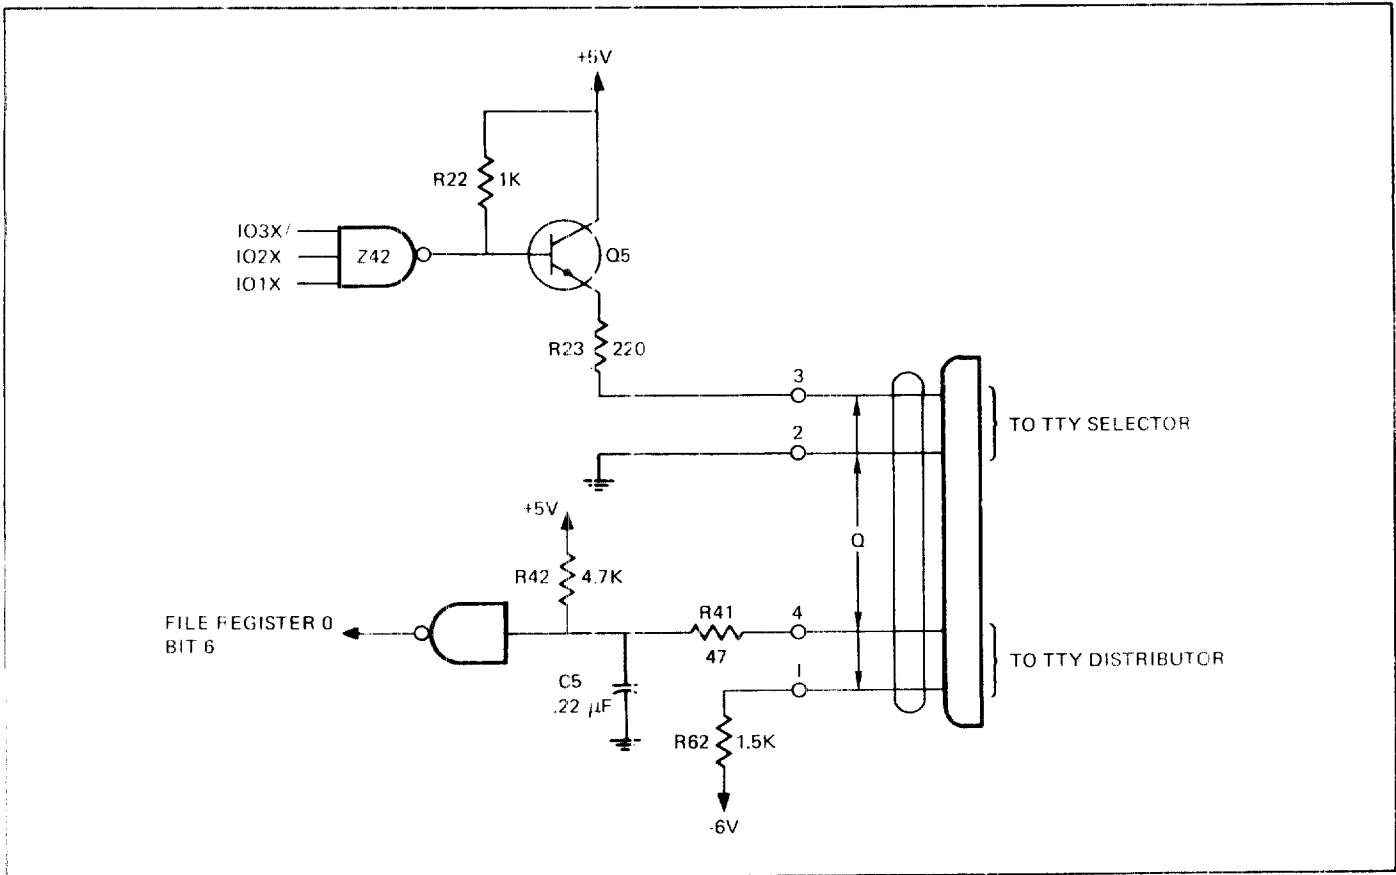 +5V
R22 1K
IO3X/
IO2X
IO1X
Z42
Q5
R23 220
3
TO TTY SELECTOR
2
+5V
Q
R42 4.7K
R41
4
FILE REGISTER 0
BIT 6
47
1
TO TTY DISTRIBUTOR
C5
.22 μF
R62 1.5K
-6V